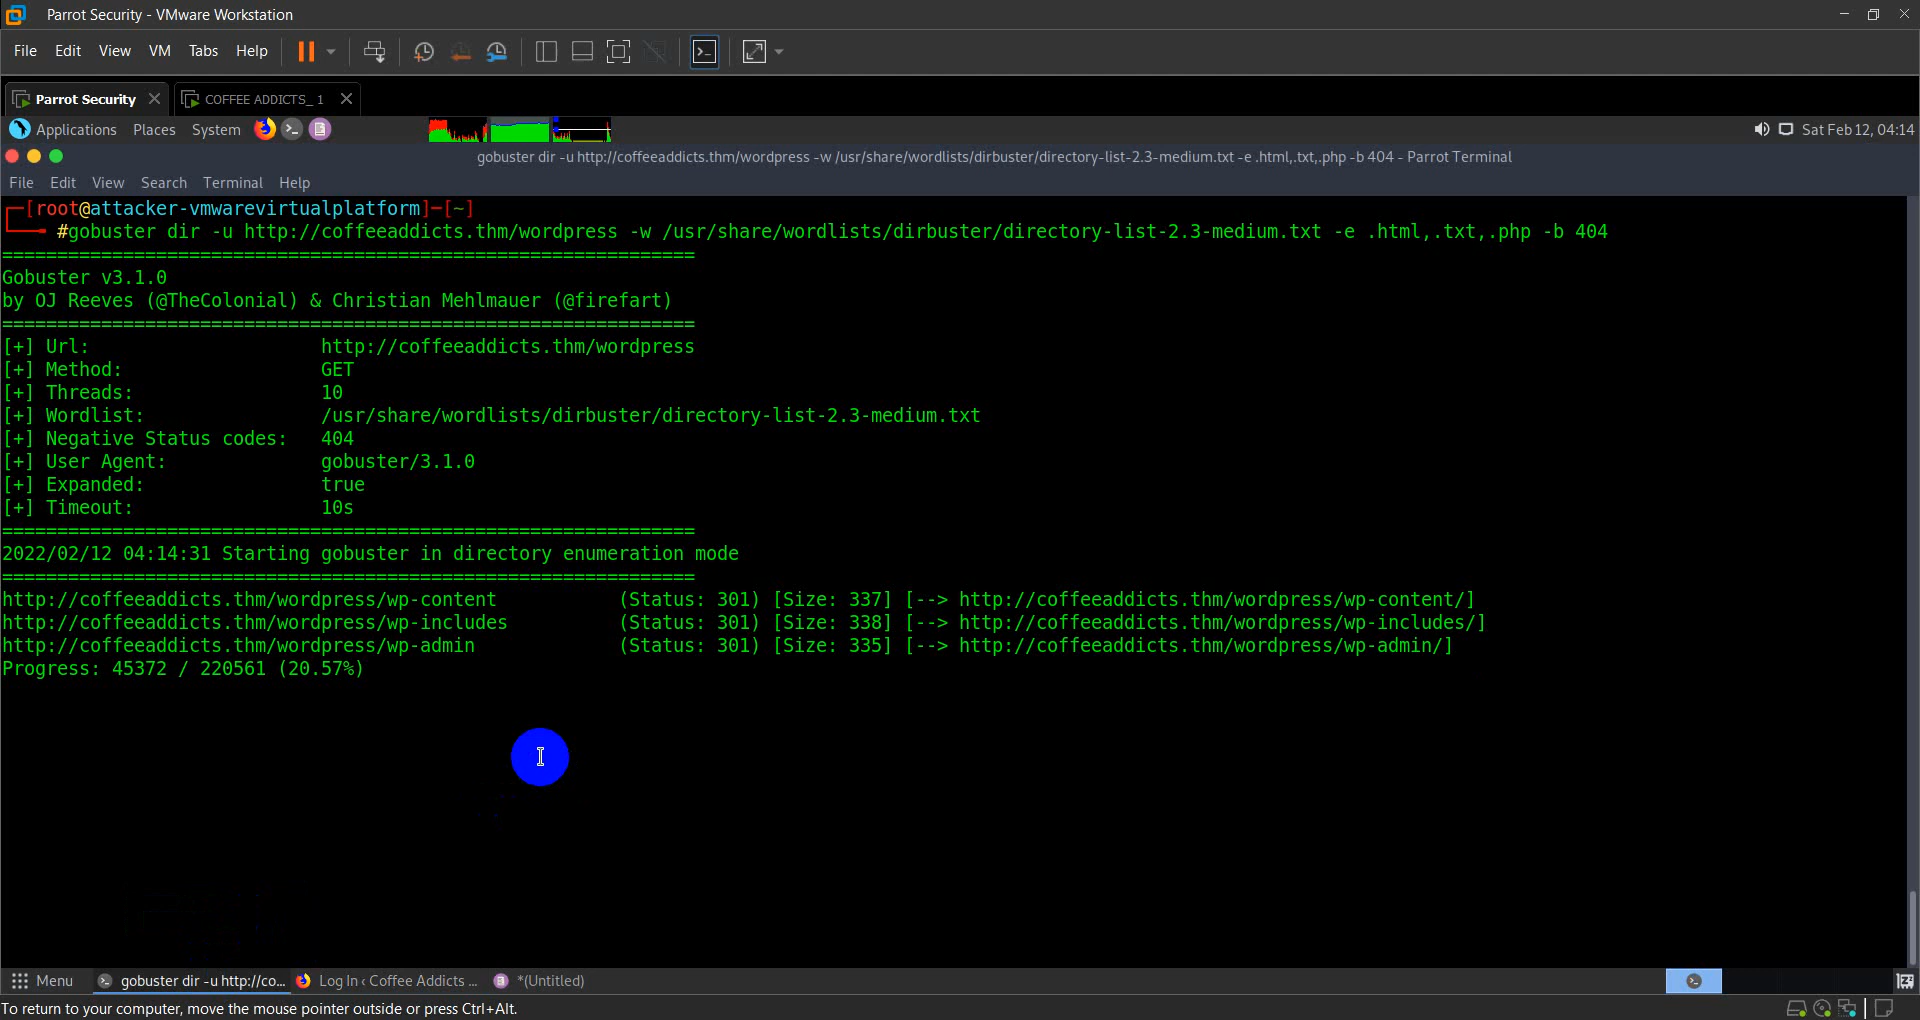 Parrot Security - VMware Workstation
File Edit View VM Tabs Help
Parrot Security COFFEE ADDICTS_ 1
Applications Places System Sat Feb 12, 04:14
gobuster dir -u http://coffeeaddicts.thm/wordpress -w /usr/share/wordlists/dirbuster/directory-list-2.3-medium.txt -e .html,.txt,.php -b 404 - Parrot Terminal
File Edit View Search Terminal Help
[root@attacker-vmwarevirtualplatform]─[~]
#gobuster dir -u http://coffeeaddicts.thm/wordpress -w /usr/share/wordlists/dirbuster/directory-list-2.3-medium.txt -e .html,.txt,.php -b 404
===============================================================
Gobuster v3.1.0
by OJ Reeves (@TheColonial) & Christian Mehlmauer (@firefart)
===============================================================
[+] Url: http://coffeeaddicts.thm/wordpress
[+] Method: GET
[+] Threads: 10
[+] Wordlist: /usr/share/wordlists/dirbuster/directory-list-2.3-medium.txt
[+] Negative Status codes: 404
[+] User Agent: gobuster/3.1.0
[+] Expanded: true
[+] Timeout: 10s
===============================================================
2022/02/12 04:14:31 Starting gobuster in directory enumeration mode
===============================================================
http://coffeeaddicts.thm/wordpress/wp-content (Status: 301) [Size: 337] [--> http://coffeeaddicts.thm/wordpress/wp-content/]
http://coffeeaddicts.thm/wordpress/wp-includes (Status: 301) [Size: 338] [--> http://coffeeaddicts.thm/wordpress/wp-includes/]
http://coffeeaddicts.thm/wordpress/wp-admin (Status: 301) [Size: 335] [--> http://coffeeaddicts.thm/wordpress/wp-admin/]
Progress: 45372 / 220561 (20.57%)
Menu gobuster dir -u http://co... Log In ‹ Coffee Addicts ... *(Untitled)
To return to your computer, move the mouse pointer outside or press Ctrl+Alt.